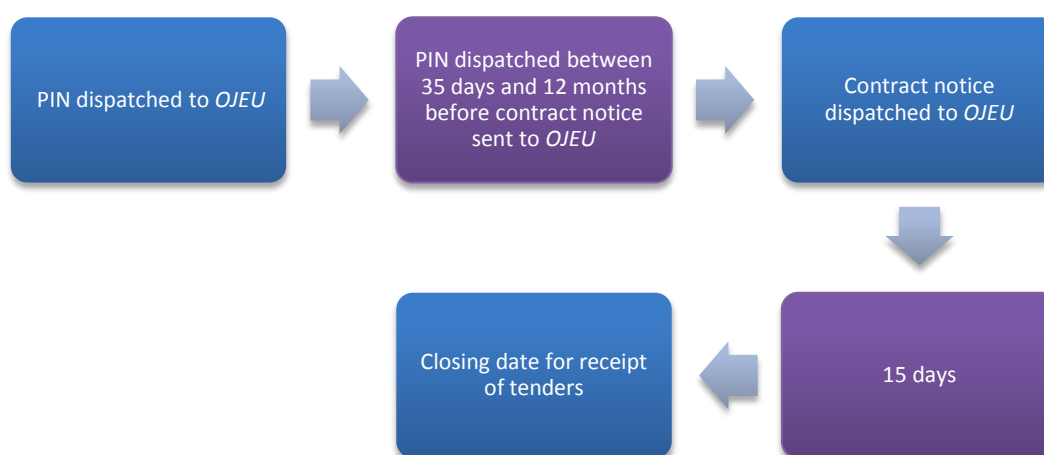 PIN dispatched to OJEU
PIN dispatched between
35 days and 12 months
before contract notice
sent to OJEU
Contract notice
dispatched to OJEU
15 days
Closing date for receipt
of tenders